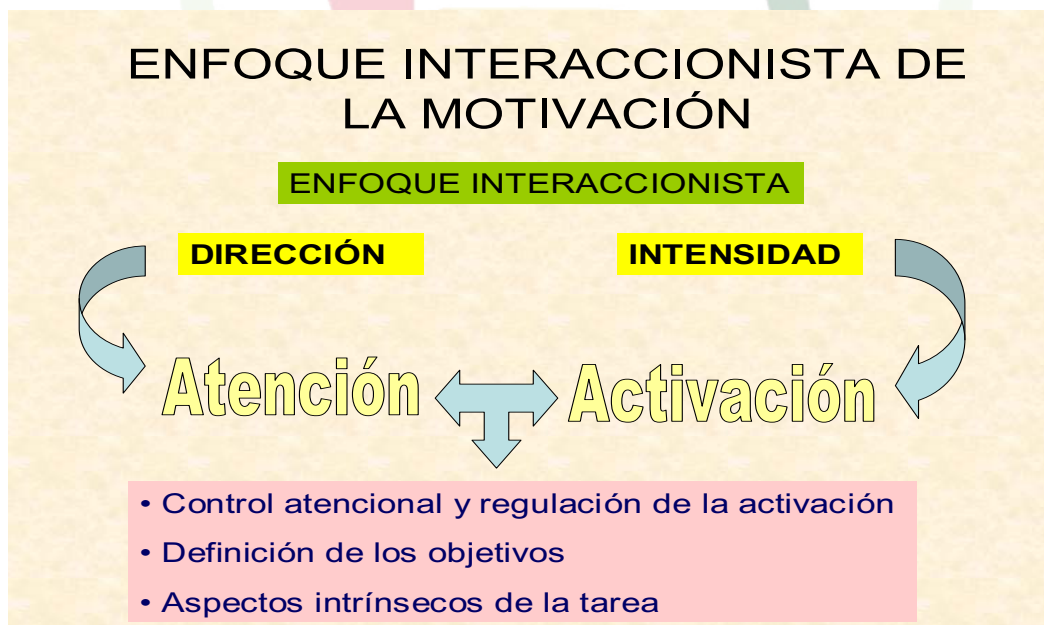 ENFOQUE INTERACCIONISTA DE
LA MOTIVACIÓN
ENFOQUE INTERACCIONISTA
DIRECCIÓN
INTENSIDAD
Atención
Activación
• Control atencional y regulación de la activación
• Definición de los objetivos
• Aspectos intrínsecos de la tarea